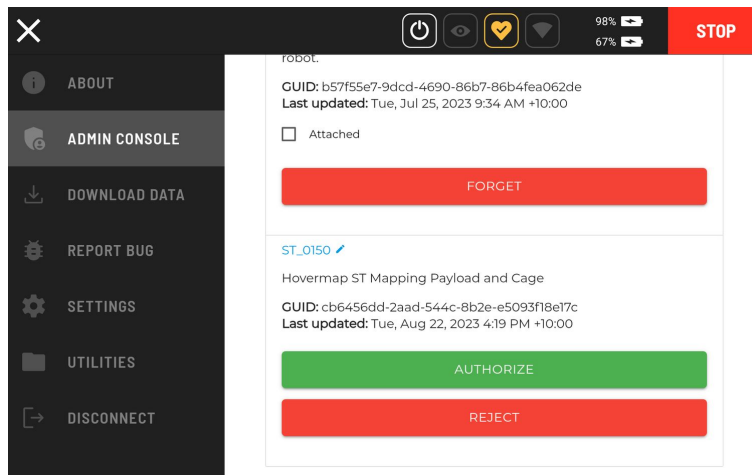 98%
67%
STOP
ABOUT
ADMIN CONSOLE
DOWNLOAD DATA
REPORT BUG
SETTINGS
UTILITIES
DISCONNECT
robot.
GUID: b57f55e7-9dcd-4690-86b7-86b4fea062de
Last updated: Tue, Jul 25, 2023 9:34 AM +10:00
Attached
FORGET
ST_0150
Hovermap ST Mapping Payload and Cage
GUID: cb6456dd-2aad-544c-8b2e-e5093f18e17c
Last updated: Tue, Aug 22, 2023 4:19 PM +10:00
AUTHORIZE
REJECT